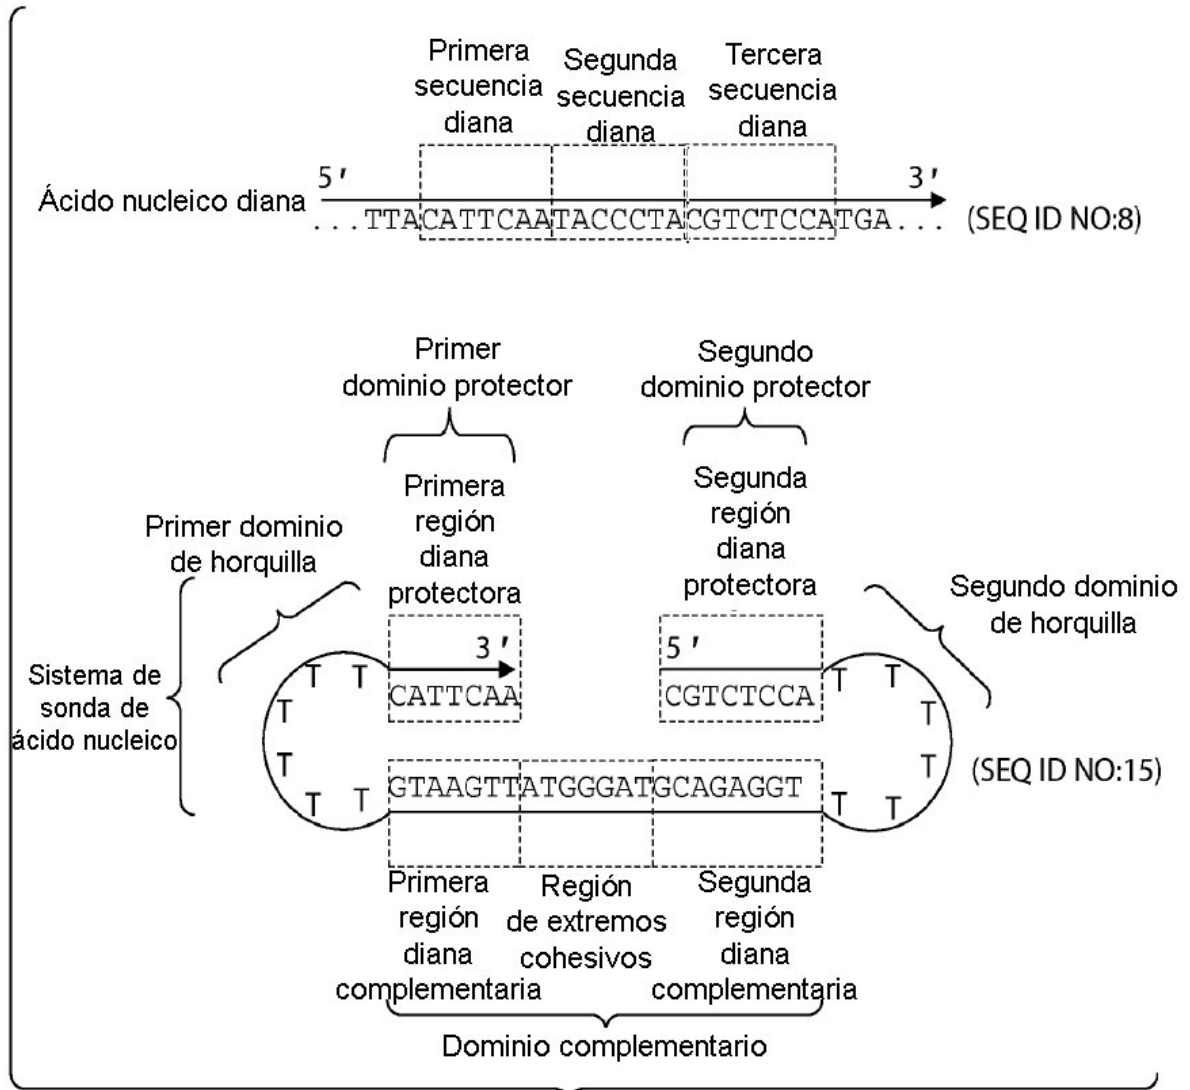 Primera
secuencia
diana
Segunda
secuencia
diana
Tercera
secuencia
diana
5'
3'
Ácido nucleico diana
...TTACATTCAATACCCTACGTCTCCATGA...
(SEQ ID NO:8)
Primer
dominio protector
Segundo
dominio protector
Primera
región
diana
protectora
Segunda
región
diana
protectora
Primer dominio
de horquilla
Segundo dominio
de horquilla
Sistema de
sonda de
ácido nucleico
3'
5'
T T
CATTCAA
CGTCTCCA
T T
T
T
T
T
T T
GTAAGTTATGGGATGCAGAGGT
T T
(SEQ ID NO:15)
Primera
región
diana
complementaria
Región
de extremos
cohesivos
Segunda
región
diana
complementaria
Dominio complementario